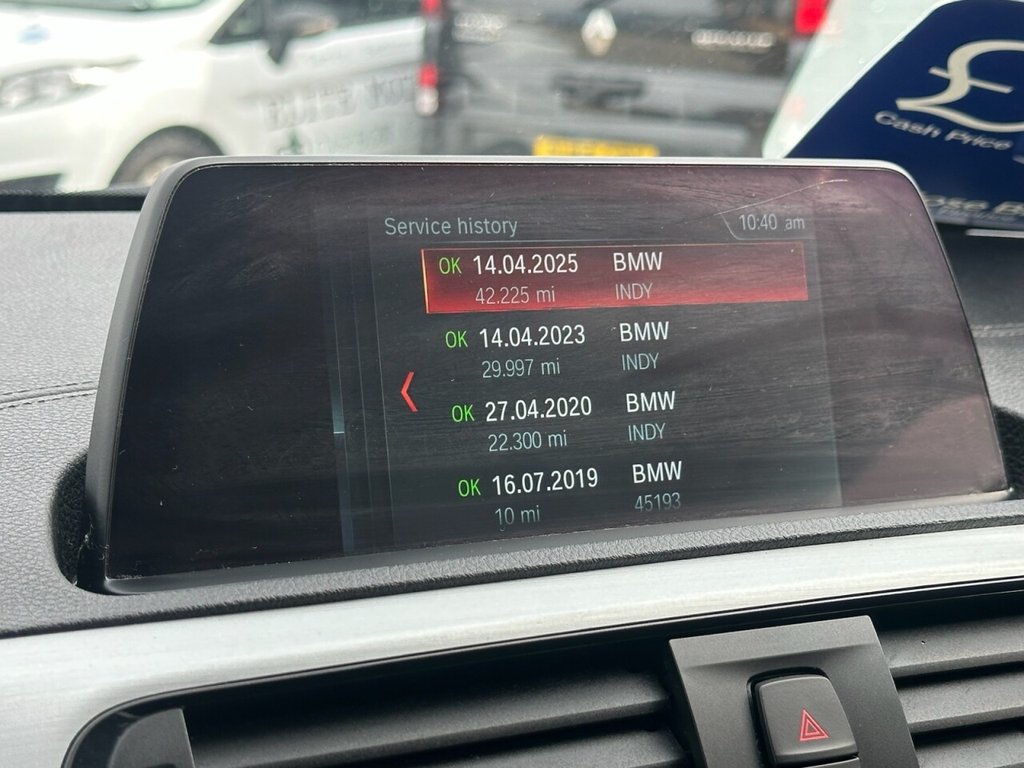 £
Cash Price
Service history
10:40 am
OK 14.04.2025 BMW
42.225 mi INDY
OK 14.04.2023 BMW
29.997 mi INDY
OK 27.04.2020 BMW
22.300 mi INDY
OK 16.07.2019 BMW
10 mi 45193